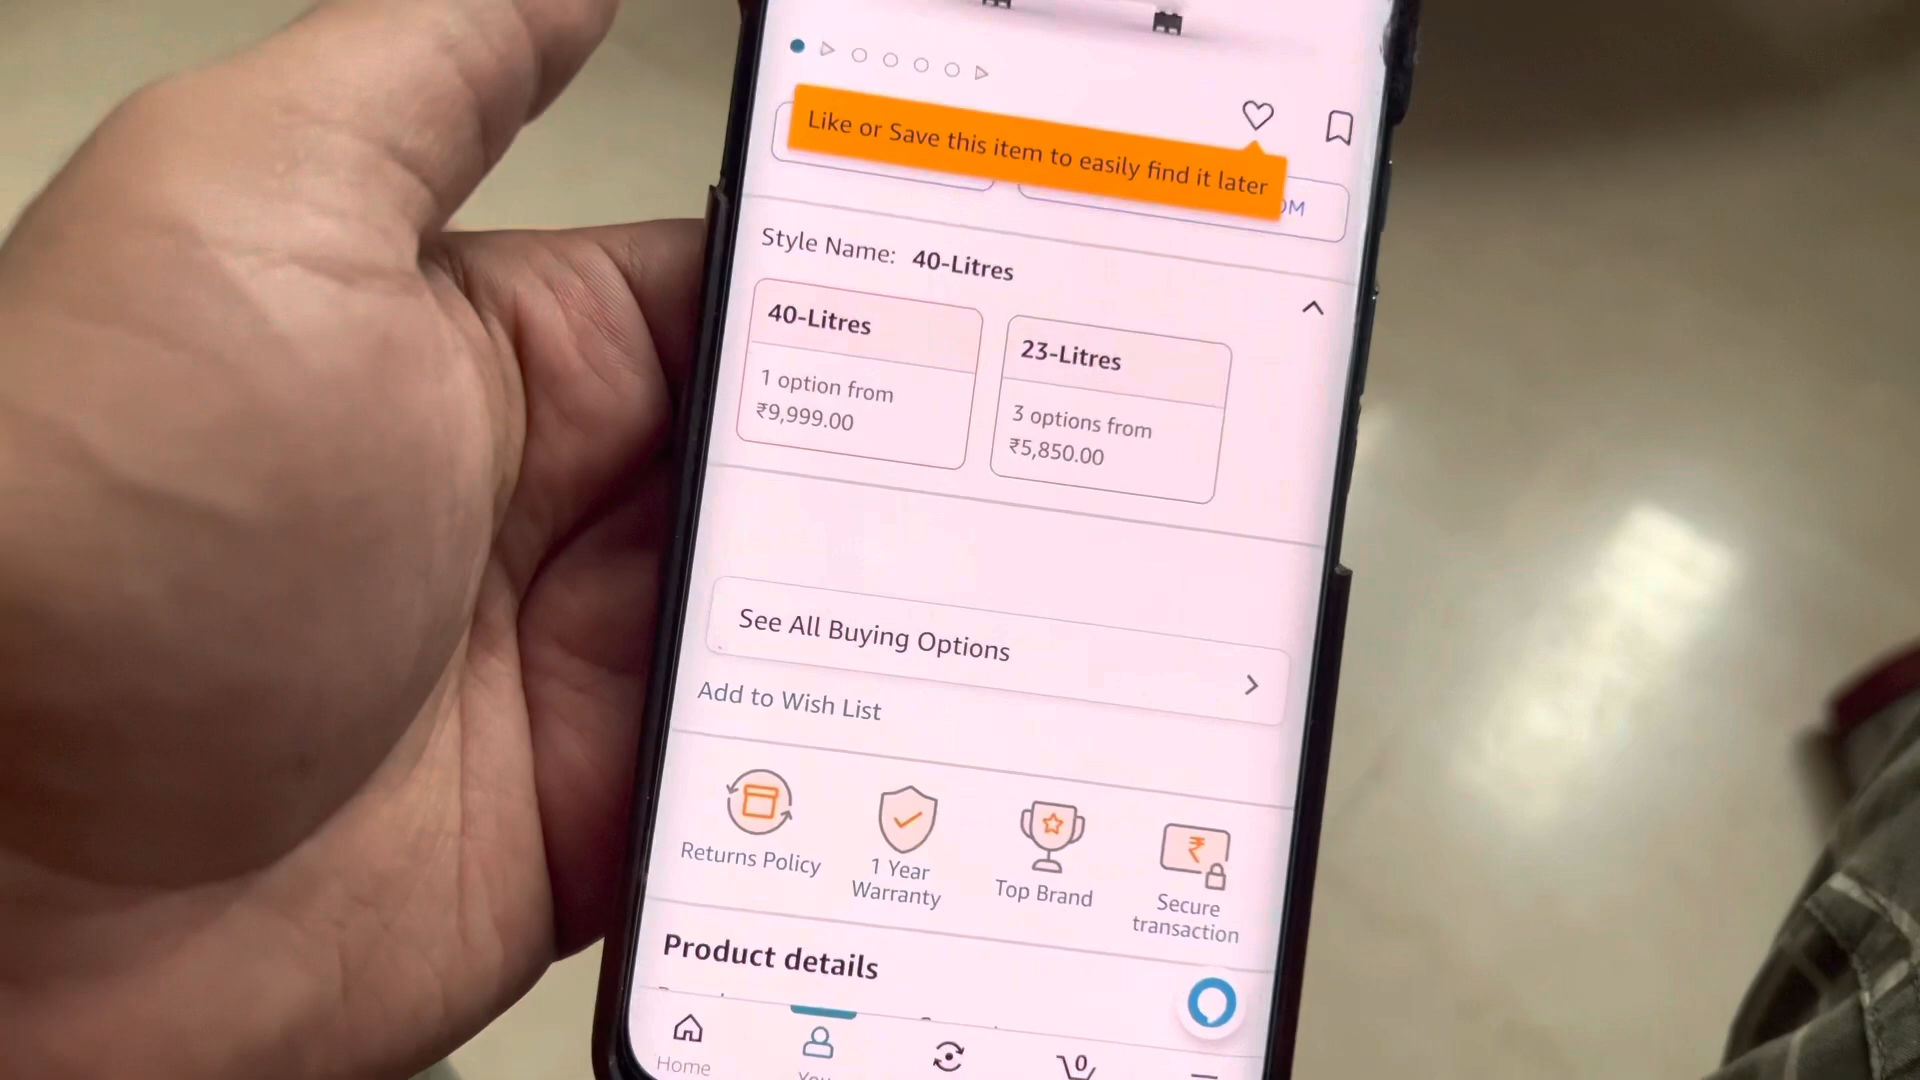 Like or Save this item to easily find it later
Style Name: 40-Litres
40-Litres
1 option from
₹9,999.00
23-Litres
3 options from
₹5,850.00
See All Buying Options
Add to Wish List
Returns Policy
1 Year
Warranty
Top Brand
Secure
transaction
Product details
Home
0